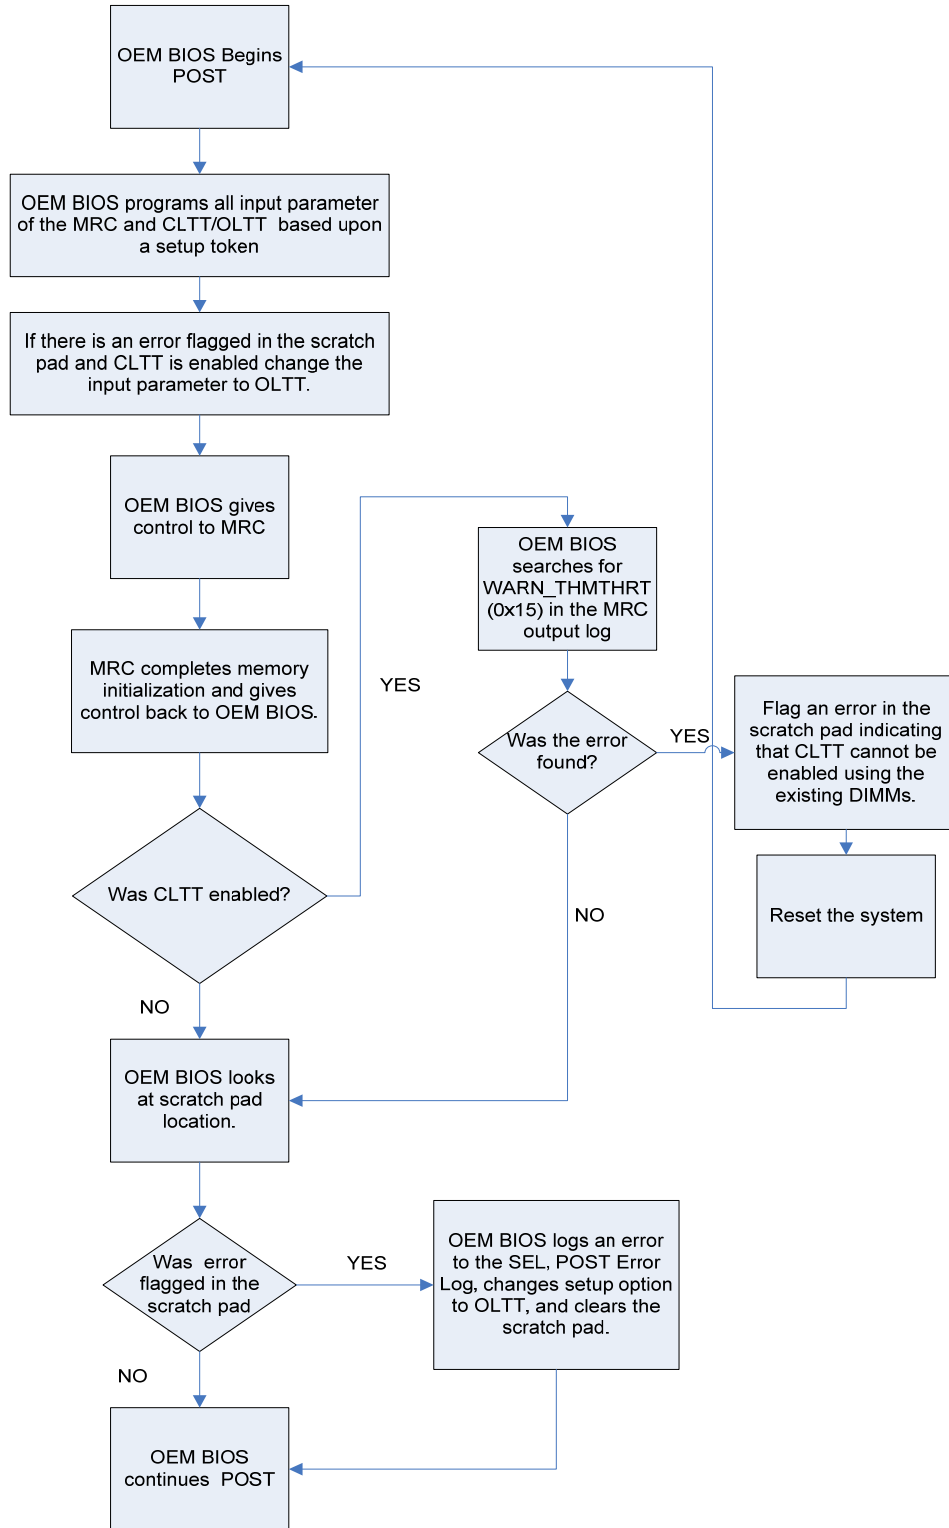 OEM BIOS Begins
POST
OEM BIOS programs all input parameter
of the MRC and CLTT/OLTT based upon
a setup token
If there is an error flagged in the scratch
pad and CLTT is enabled change the
input parameter to OLTT.
OEM BIOS gives
control to MRC
MRC completes memory
initialization and gives
control back to OEM BIOS.
Was CLTT enabled?
YES
NO
OEM BIOS
searches for
WARN_THMTHRT
(0x15) in the MRC
output log
Was the error
found?
YES
NO
Flag an error in the
scratch pad indicating
that CLTT cannot be
enabled using the
existing DIMMs.
Reset the system
OEM BIOS looks
at scratch pad
location.
Was error
flagged in the
scratch pad
YES
NO
OEM BIOS logs an error
to the SEL, POST Error
Log, changes setup option
to OLTT, and clears the
scratch pad.
OEM BIOS
continues POST